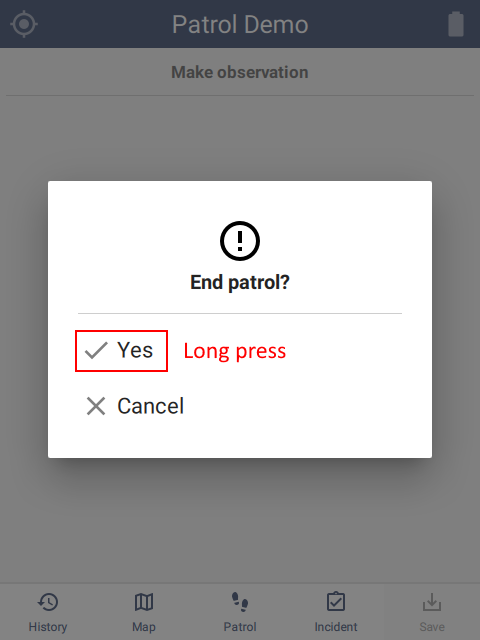 Patrol Demo
Make observation
End patrol?
Yes
Long press
Cancel
History
Map
Patrol
Incident
Save